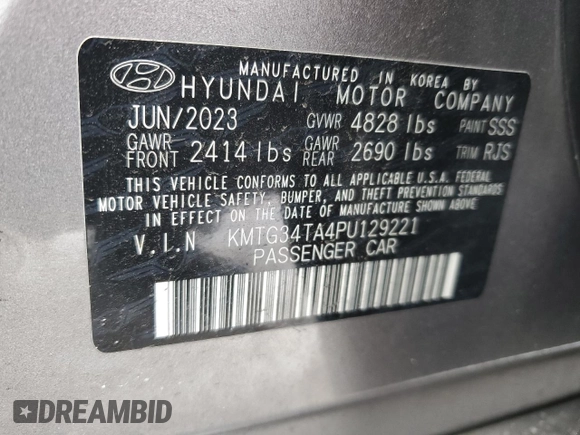 MANUFACTURED IN KOREA BY
HYUNDAI MOTOR COMPANY
JUN/2023 GVWR 4828 lbs PAINT SSS
GAWR FRONT 2414 lbs GAWR REAR 2690 lbs TRIM RJS
THIS VEHICLE CONFORMS TO ALL APPLICABLE U.S.A. FEDERAL
MOTOR VEHICLE SAFETY, BUMPER, AND THEFT PREVENTION STANDARDS
IN EFFECT ON THE DATE OF MANUFACTURE SHOWN ABOVE.
V.I.N KMTG34TA4PU129221
PASSENGER CAR
DREAMBID